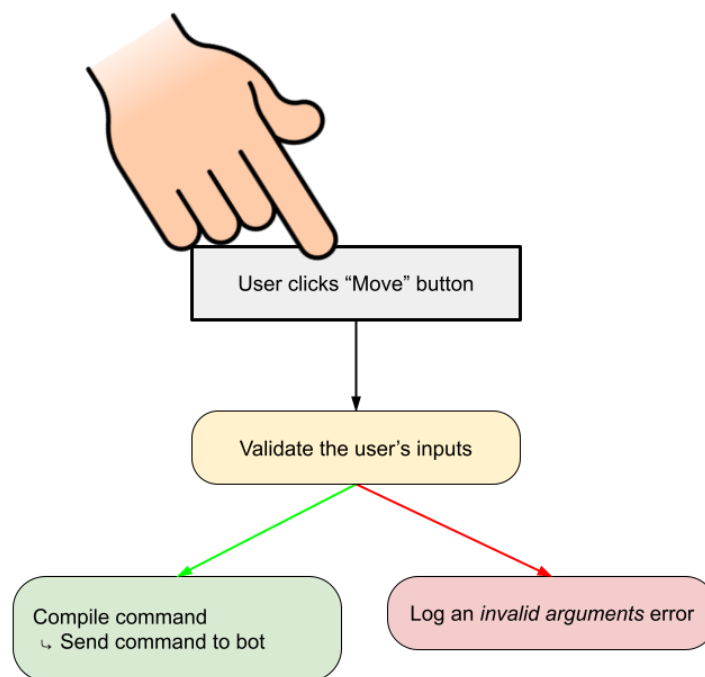 User clicks “Move” button
Validate the user’s inputs
Compile command
↳ Send command to bot
Log an invalid arguments error